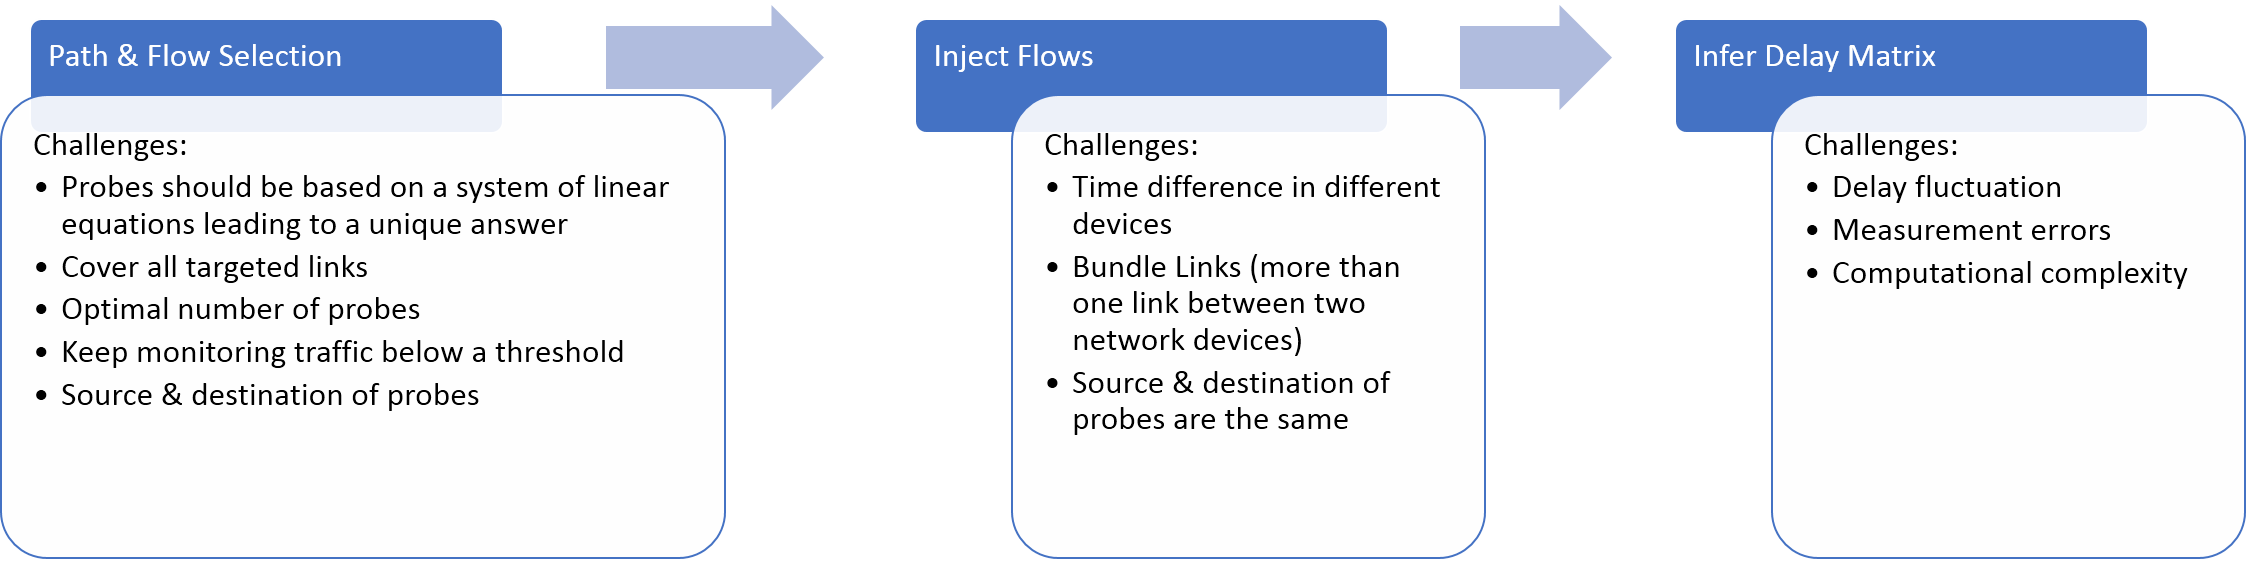 Path & Flow Selection
Challenges:
• Probes should be based on a system of linear
equations leading to a unique answer
• Cover all targeted links
• Optimal number of probes
• Keep monitoring traffic below a threshold
• Source & destination of probes
Inject Flows
Challenges:
• Time difference in different
devices
• Bundle Links (more than
one link between two
network devices)
• Source & destination of
probes are the same
Infer Delay Matrix
Challenges:
• Delay fluctuation
• Measurement errors
• Computational complexity